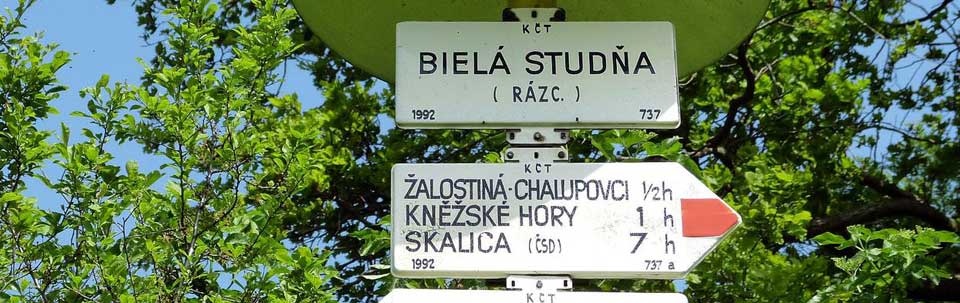 KČT
BIELÁ STUDŇA
( RÁZC. )
1992 737
KČT
ŽALOSTINÁ-CHALUPOVCI ½h
KNĚŽSKÉ HORY 1 h
SKALICA (ČSD) 7 h
1992 737 a
KČT